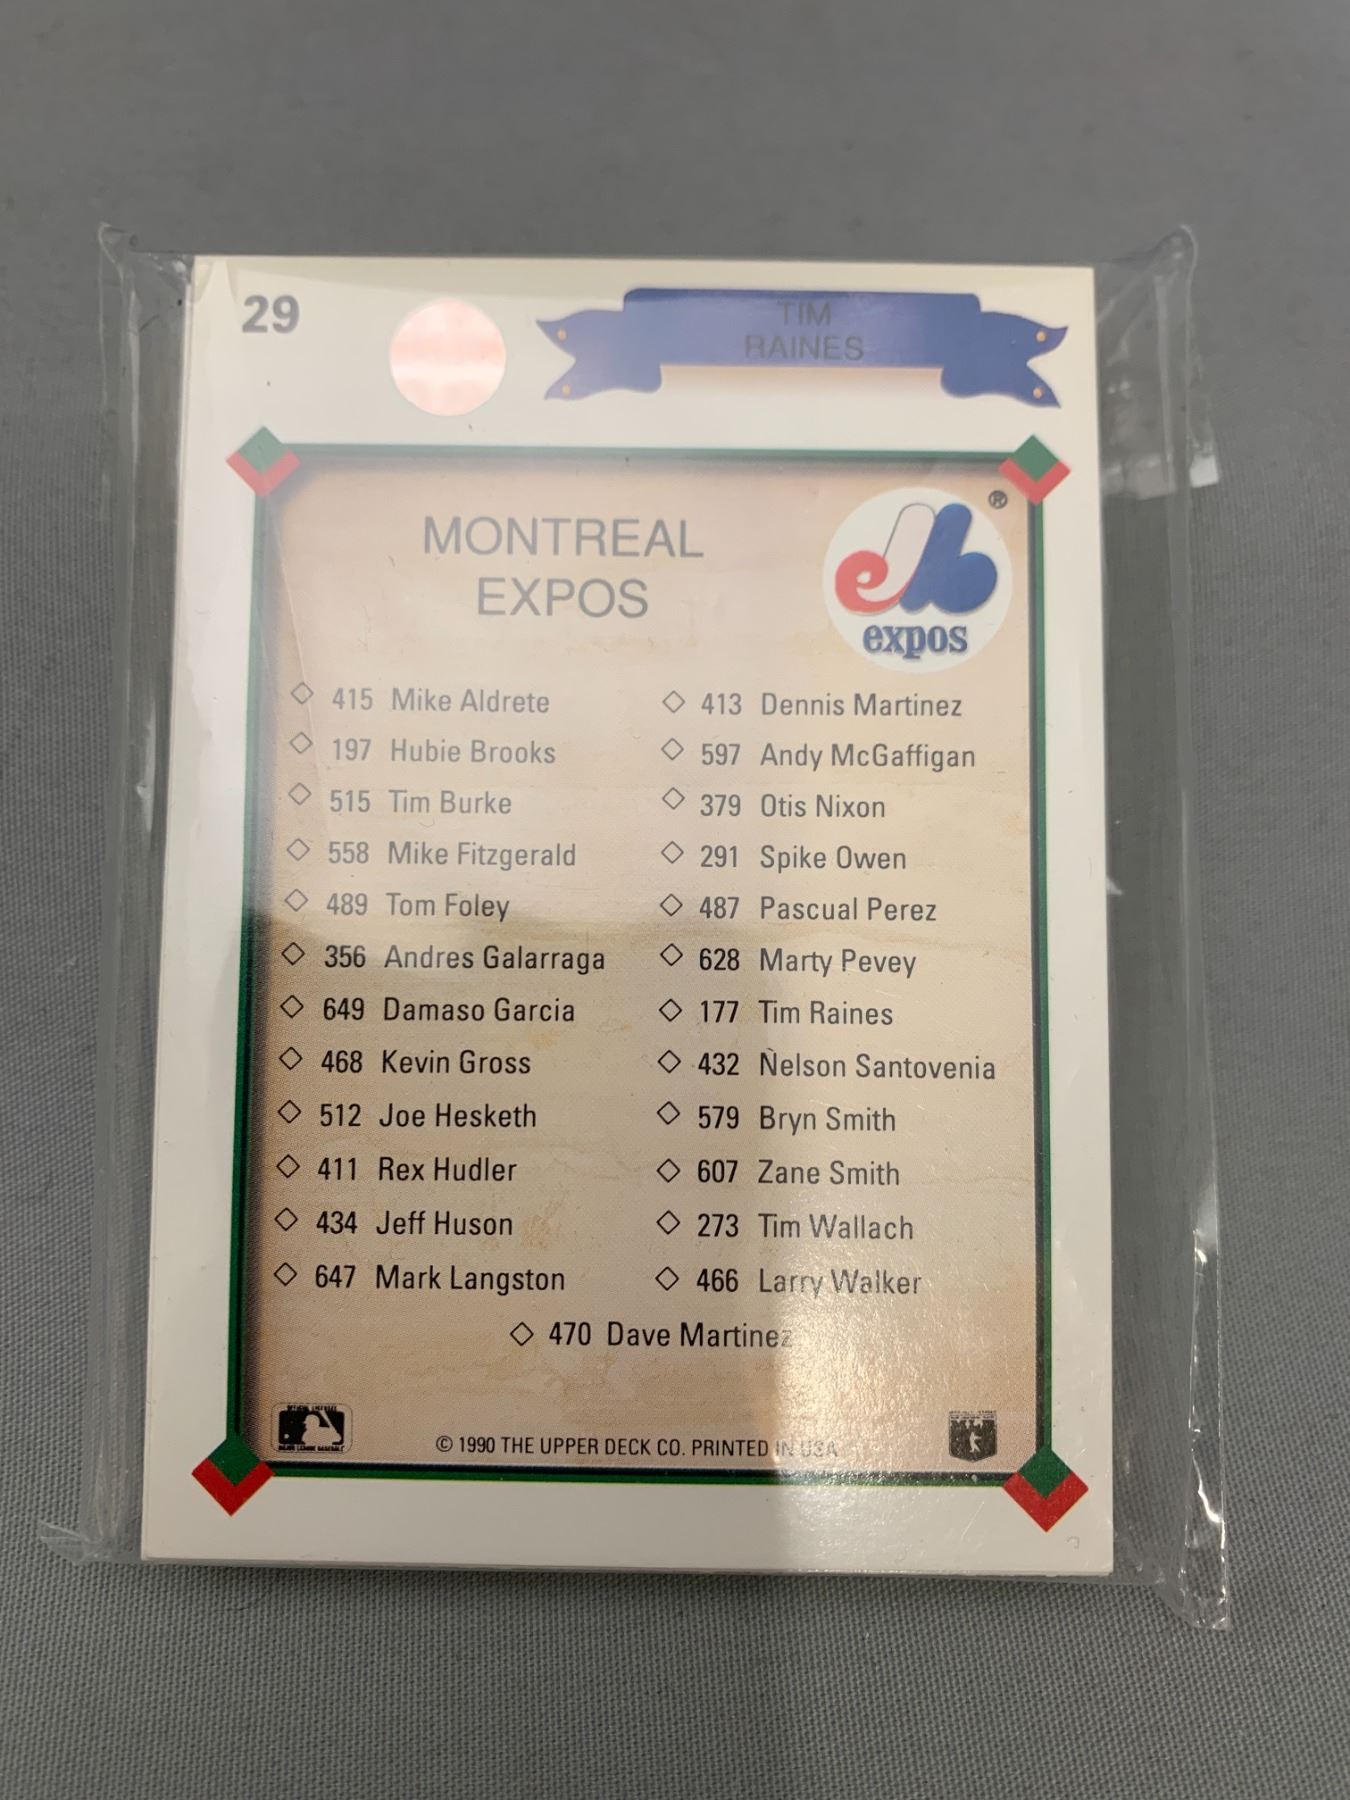 29
TIM
RAINES
MONTREAL
EXPOS
®
expos
415 Mike Aldrete
197 Hubie Brooks
515 Tim Burke
558 Mike Fitzgerald
489 Tom Foley
356 Andres Galarraga
649 Damaso Garcia
468 Kevin Gross
512 Joe Hesketh
411 Rex Hudler
434 Jeff Huson
647 Mark Langston
413 Dennis Martinez
597 Andy McGaffigan
379 Otis Nixon
291 Spike Owen
487 Pascual Perez
628 Marty Pevey
177 Tim Raines
432 Nelson Santovenia
579 Bryn Smith
607 Zane Smith
273 Tim Wallach
466 Larry Walker
470 Dave Martinez
© 1990 THE UPPER DECK CO. PRINTED IN USA